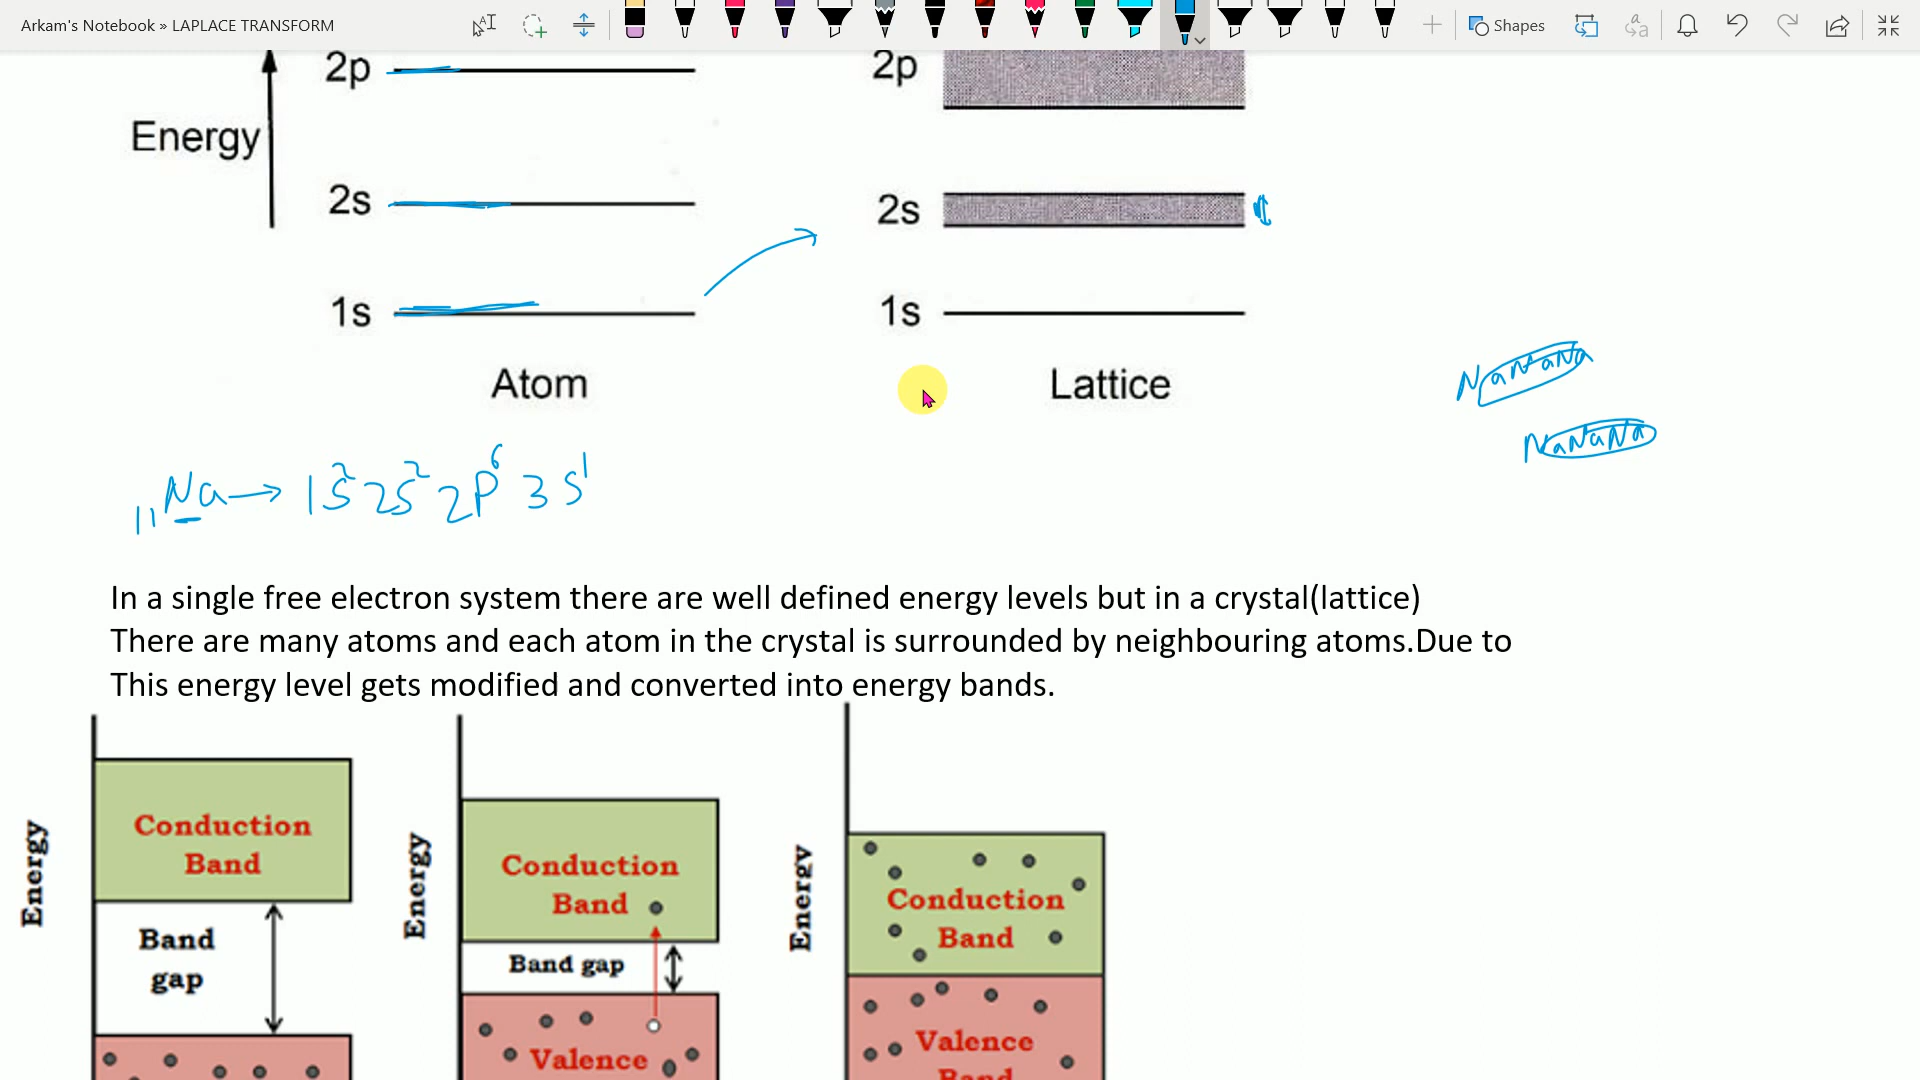 Arkam's Notebook » LAPLACE TRANSFORM
Shapes
2p
2p
Energy
2s
2s
1s
1s
Atom
Lattice
NaNaNa
NaNaNa
₁₁Na → 1s² 2s² 2p⁶ 3s¹
In a single free electron system there are well defined energy levels but in a crystal(lattice)
There are many atoms and each atom in the crystal is surrounded by neighbouring atoms.Due to
This energy level gets modified and converted into energy bands.
Energy
Conduction
Band
Band
gap
Energy
Conduction
Band
Band gap
Valence
Energy
Conduction
Band
Valence
Band